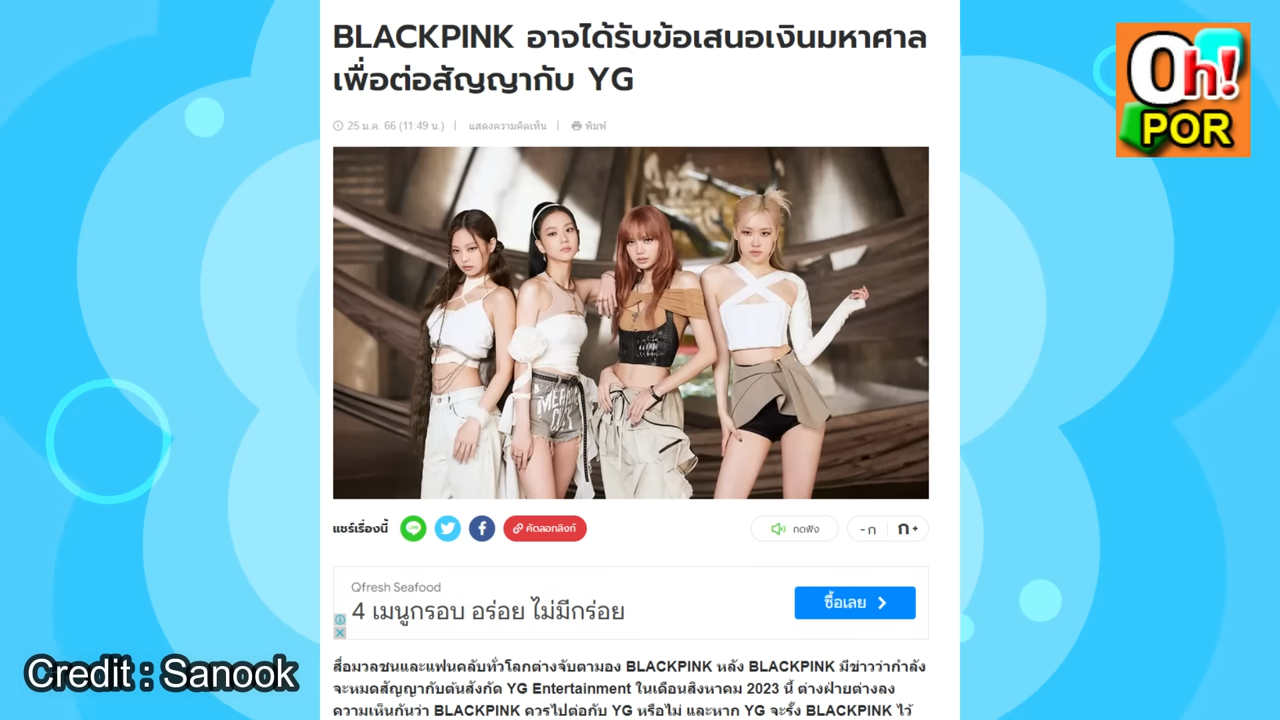 BLACKPINK อาจได้รับข้อเสนอเงินมหาศาล
เพื่อต่อสัญญากับ YG
25 ม.ค. 66 (11:49 น.) | แสดงความคิดเห็น | พิมพ์
Oh!
POR
MERCI
แชร์เรื่องนี้
คัดลอกลิงก์
กดฟัง
- ก
ก +
Qfresh Seafood
4 เมนูกรอบ อร่อย ไม่มีกร่อย
ซื้อเลย
สื่อมวลชนและแฟนคลับทั่วโลกต่างจับตามอง BLACKPINK หลัง BLACKPINK มีข่าวว่ากำลัง
จะหมดสัญญากับต้นสังกัด YG Entertainment ในเดือนสิงหาคม 2023 นี้ ต่างฝ่ายต่างลง
ความเห็นกันว่า BLACKPINK ควรไปต่อกับ YG หรือไม่ และหาก YG จะรั้ง BLACKPINK ไว้
Credit : Sanook